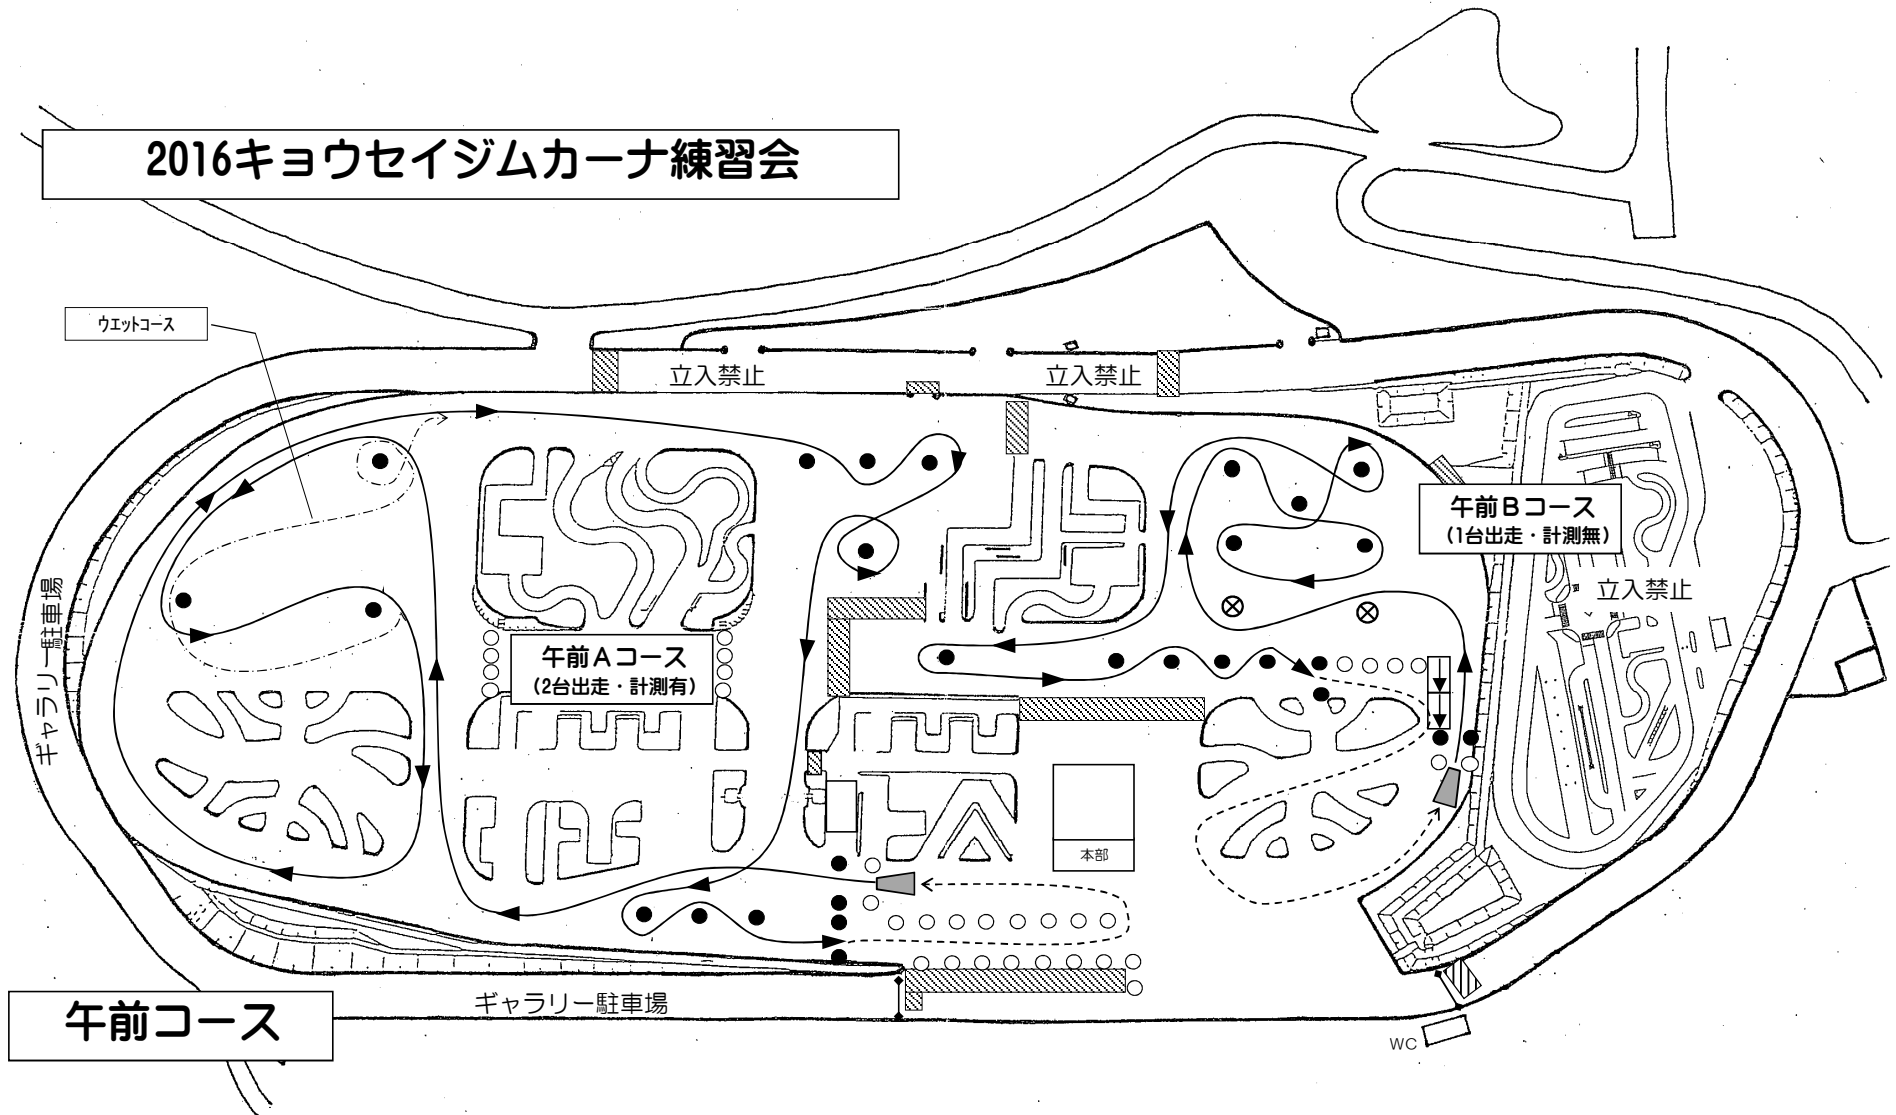 2016キョウセイジムカーナ練習会
ウエットコース
立入禁止
立入禁止
午前Bコース
(1台出走・計測無)
立入禁止
ギャラリー駐車場
午前Aコース
(2台出走・計測有)
本部
午前コース
ギャラリー駐車場
WC